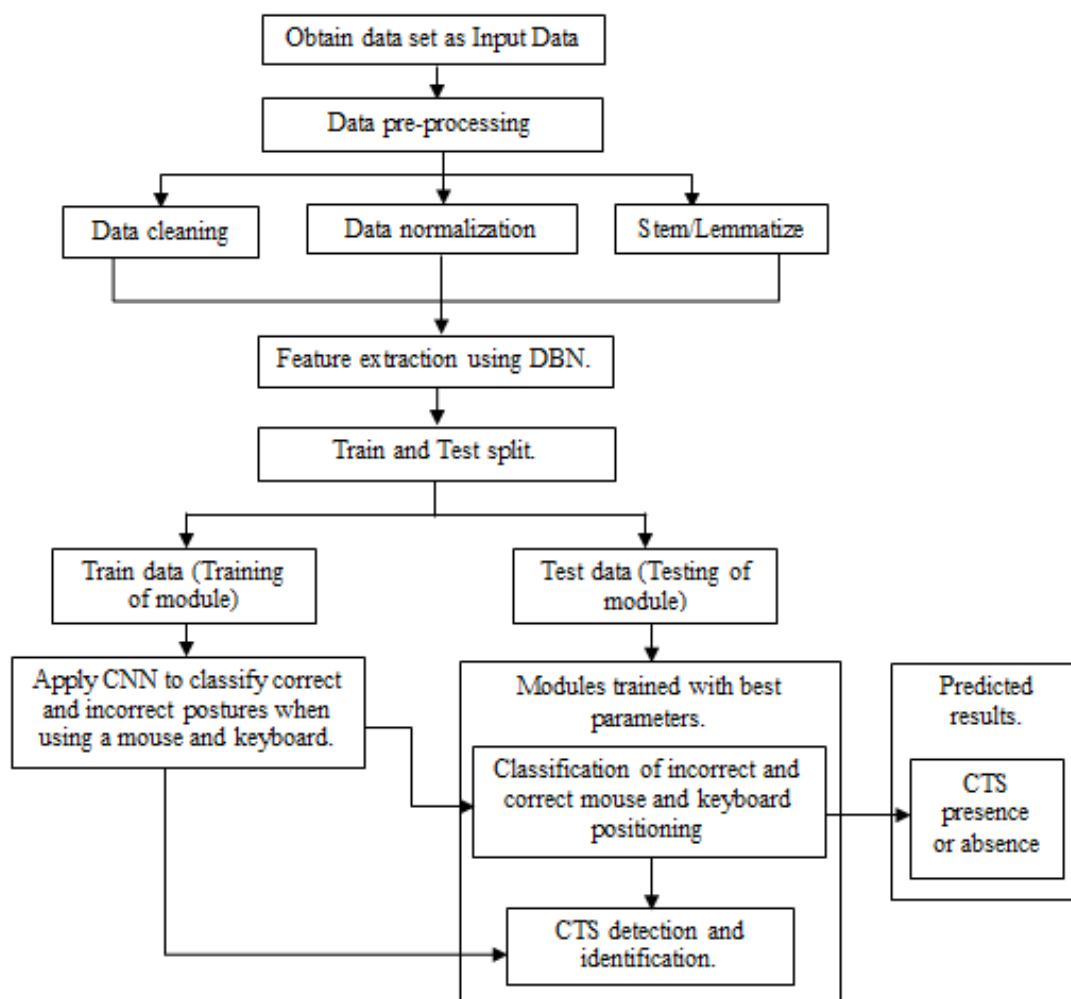 Obtain data set as Input Data
Data pre-processing
Data cleaning
Data normalization
Stem/Lemmatize
Feature extraction using DBN.
Train and Test split.
Train data (Training
of module)
Test data (Testing of
module)
Apply CNN to classify correct
and incorrect postures when
using a mouse and keyboard.
Modules trained with best
parameters.
Classification of incorrect and
correct mouse and keyboard
positioning
CTS detection and
identification.
Predicted
results.
CTS
presence
or absence